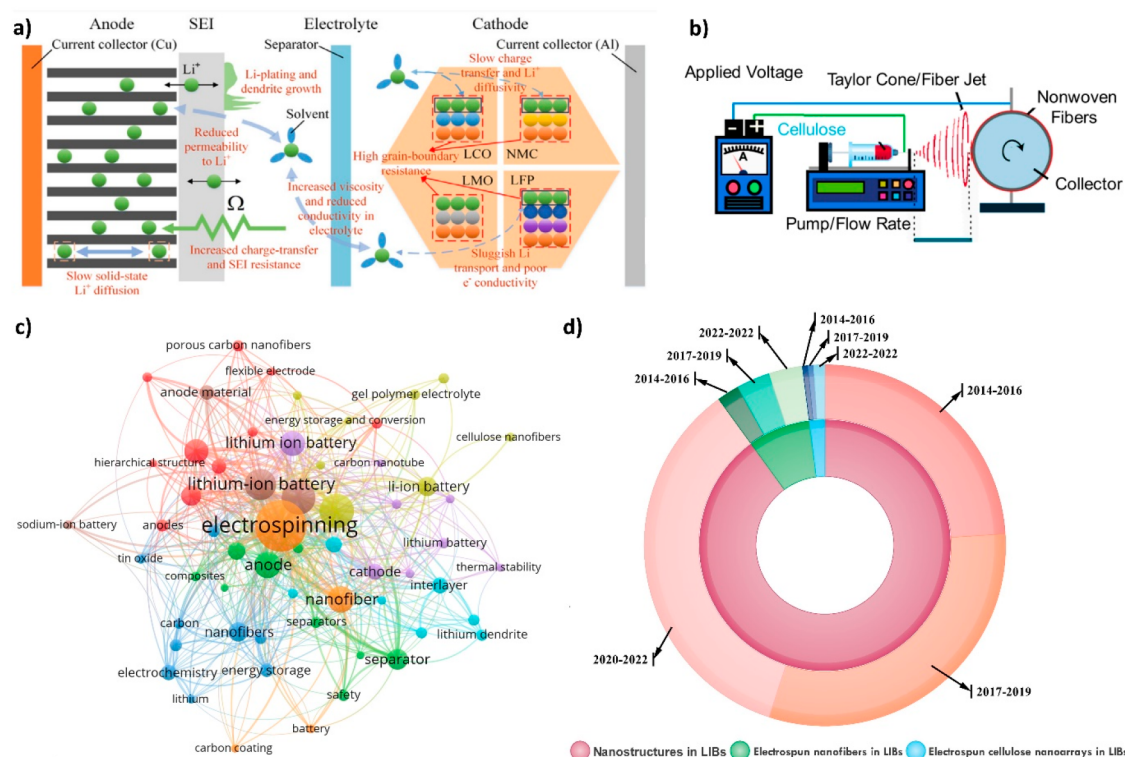 a)
Anode
SEI
Electrolyte
Cathode
Current collector (Cu)
Separator
Current collector (Al)
Li+
Li-plating and
dendrite growth
Solvent
Reduced
permeability
to Li+
Ω
Increased viscosity
and reduced
conductivity in
electrolyte
Increased charge-transfer
and SEI resistance
Slow solid-state
Li+ diffusion
Slow charge
transfer and Li+
diffusivity
LCO
NMC
High grain-boundary
resistance
LMO
LFP
Sluggish Li
transport and poor
e- conductivity
b)
Applied Voltage
Taylor Cone/Fiber Jet
Nonwoven
Fibers
Cellulose
A
Collector
Pump/Flow Rate
c)
porous carbon nanofibers
flexible electrode
anode material
gel polymer electrolyte
energy storage and conversion
lithium ion battery
cellulose nanofibers
hierarchical structure
carbon nanotube
lithium-ion battery
li-ion battery
sodium-ion battery
anodes
electrospinning
tin oxide
lithium battery
anode
composites
cathode
thermal stability
interlayer
nanofiber
carbon
nanofibers
separators
lithium dendrite
electrochemistry
energy storage
separator
lithium
safety
battery
carbon coating
d)
2014-2016
2022-2022
2017-2019
2017-2019
2022-2022
2014-2016
2014-2016
2020-2022
2017-2019
Nanostructures in LIBs
Electrospun nanofibers in LIBs
Electrospun cellulose nanoarrays in LIBs